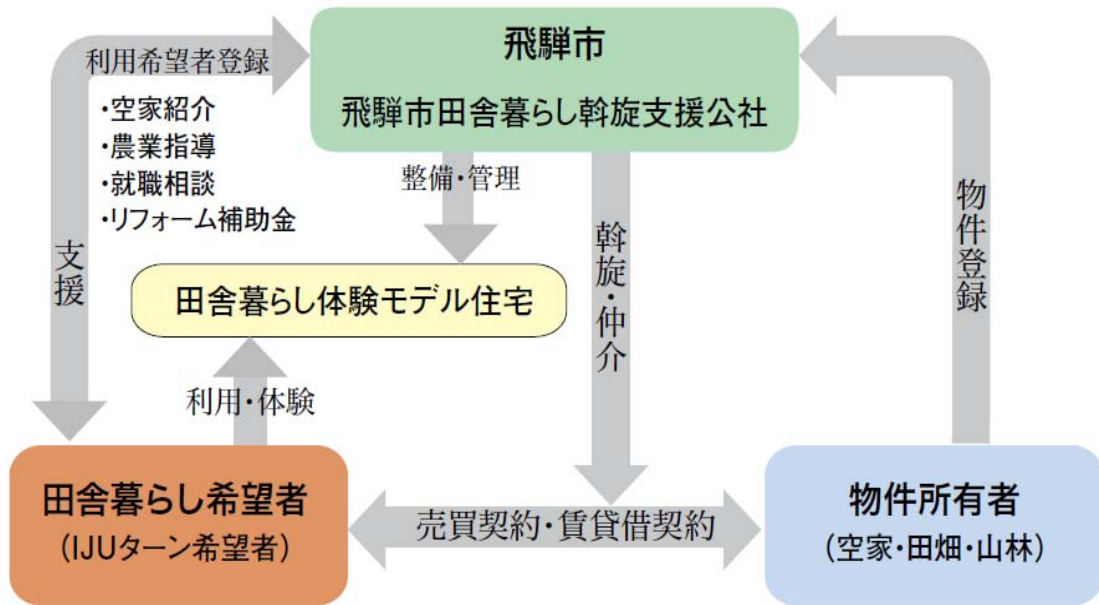 飛騨市
飛騨市田舎暮らし斡旋支援公社
利用希望者登録
・空家紹介
・農業指導
・就職相談
・リフォーム補助金
支援
整備・管理
斡旋・仲介
物件登録
田舎暮らし体験モデル住宅
利用・体験
田舎暮らし希望者
(IJUターン希望者)
売買契約・賃貸借契約
物件所有者
(空家・田畑・山林)